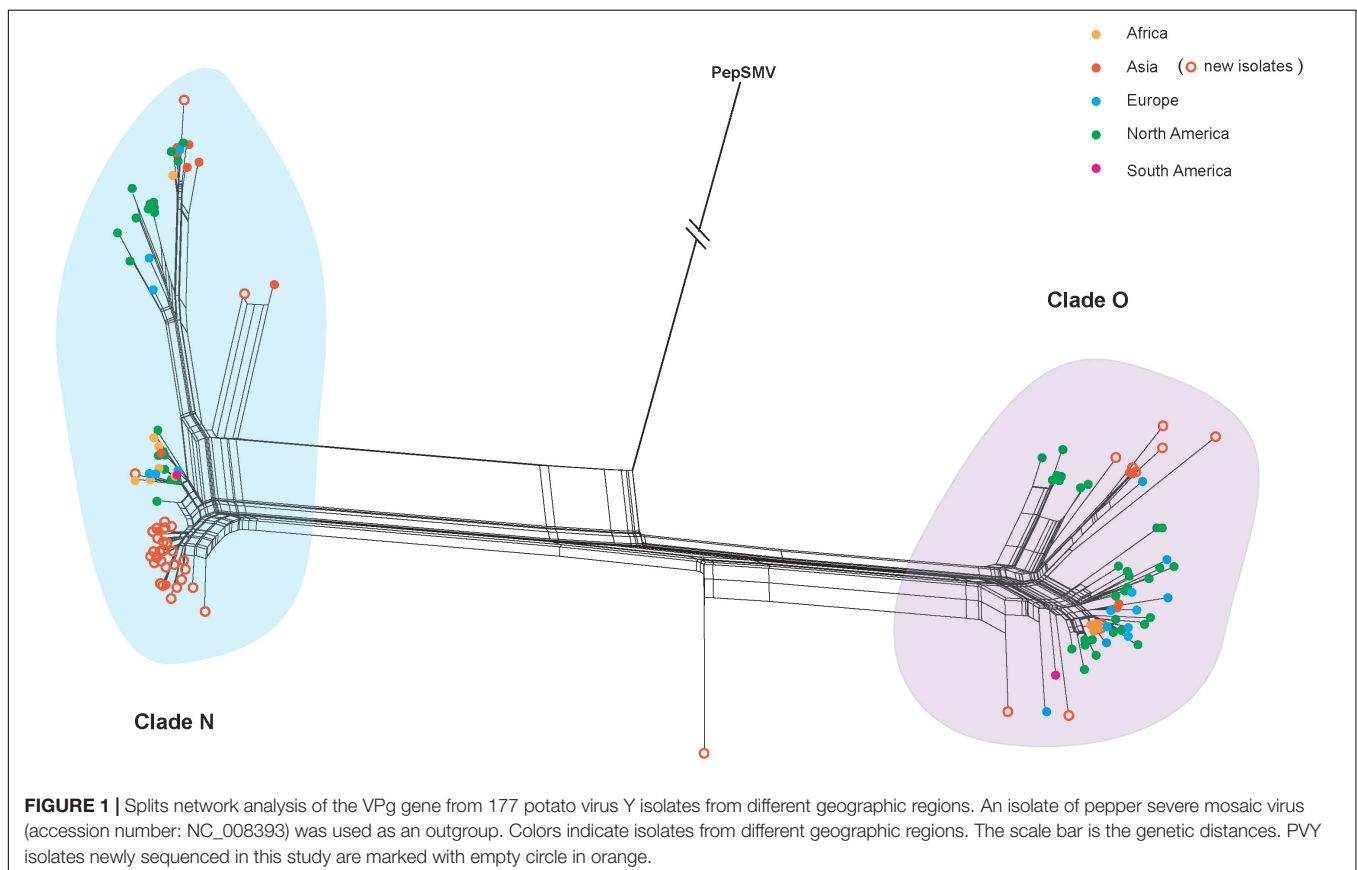 PepSMV
Africa
Asia ( new isolates )
Europe
North America
South America
Clade O
Clade N
FIGURE 1 | Splits network analysis of the VPg gene from 177 potato virus Y isolates from different geographic regions. An isolate of pepper severe mosaic virus
(accession number: NC_008393) was used as an outgroup. Colors indicate isolates from different geographic regions. The scale bar is the genetic distances. PVY
isolates newly sequenced in this study are marked with empty circle in orange.